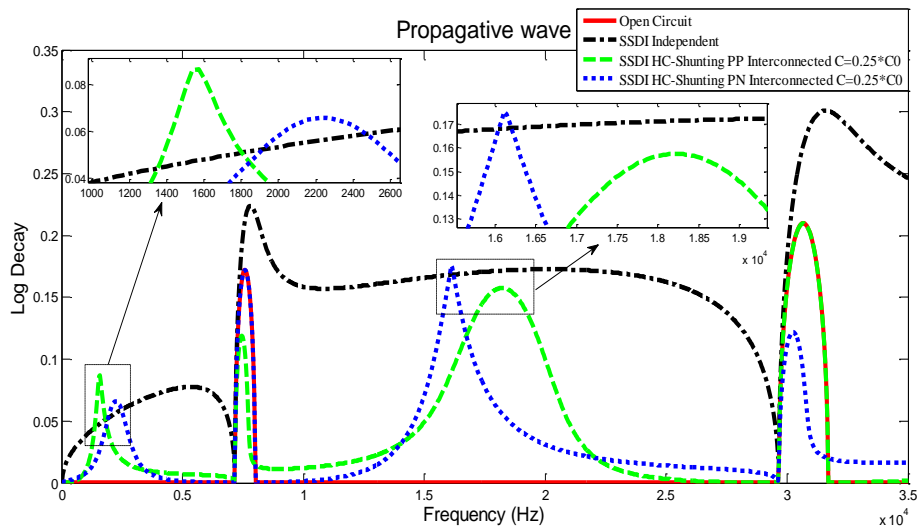 Propagative wave
Open Circuit
SSDI Independent
SSDI HC-Shunting PP Interconnected C=0.25*C0
SSDI HC-Shunting PN Interconnected C=0.25*C0
0.35
0.3
0.25
0.2
0.15
0.1
0.05
0
Log Decay
0.08
0.06
0.04
1000 1200 1400 1600 1800 2000 2200 2400 2600
0.17
0.16
0.15
0.14
0.13
1.6 1.65 1.7 1.75 1.8 1.85 1.9
x 10^4
0 0.5 1 1.5 2 2.5 3 3.5
x 10^4
Frequency (Hz)